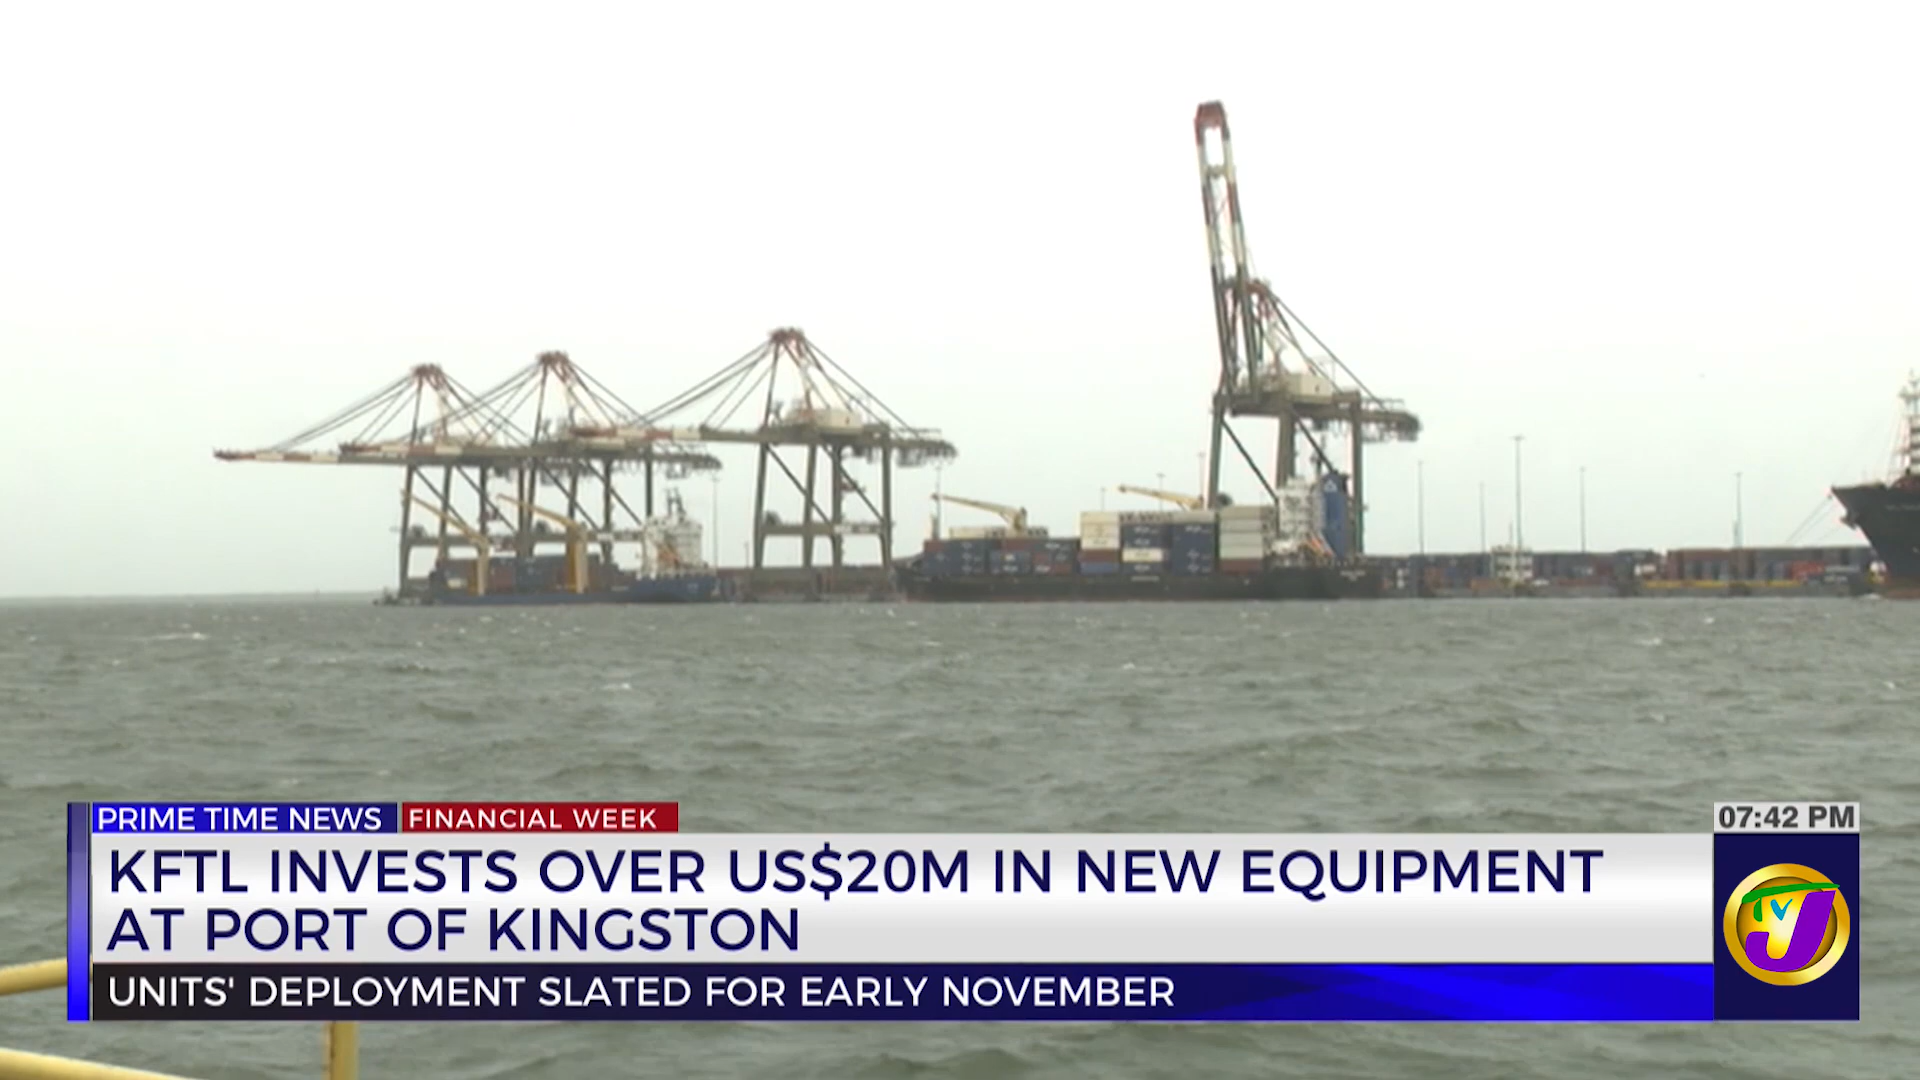 PRIME TIME NEWS
FINANCIAL WEEK
07:42 PM
KFTL INVESTS OVER US$20M IN NEW EQUIPMENT
AT PORT OF KINGSTON
TVJ
UNITS' DEPLOYMENT SLATED FOR EARLY NOVEMBER